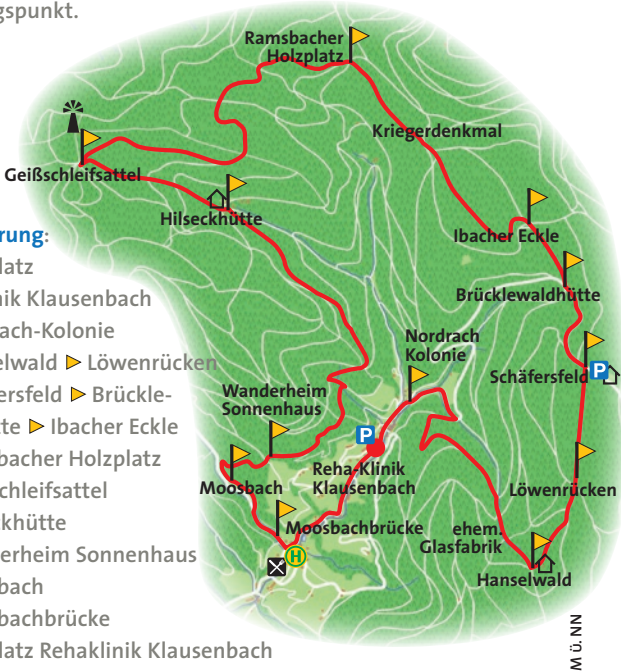 gspunkt.
Ramsbacher
Holzplatz
Kriegerdenkmal
Geißschleifsattel
Hilseckhütte
Ibacher Eckle
Brücklewaldhütte
Nordrach
Kolonie
Schäfersfeld
P
Wanderheim
Sonnenhaus
P
Reha-Klinik
Klausenbach
Moosbach
Löwenrücken
Moosbachbrücke
H
ehem.
Glasfabrik
Hanselwald
rung:
latz
nik Klausenbach
ach-Kolonie
elwald ▶ Löwenrücken
ersfeld ▶ Brückle-
tte ▶ Ibacher Eckle
bacher Holzplatz
chleifsattel
khütte
derheim Sonnenhaus
bach
bachbrücke
latz Rehaklinik Klausenbach
M ü. NN